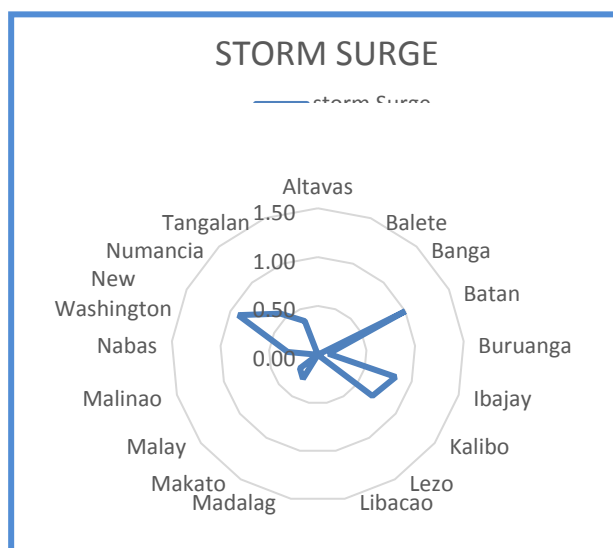 STORM SURGE
storm Surge
Altavas
Balete
Banga
Batan
Buruanga
Ibajay
Kalibo
Lezo
Libacao
Madalag
Makato
Malay
Malinao
Nabas
New
Washington
Numancia
Tangalan
1.50
1.00
0.50
0.00